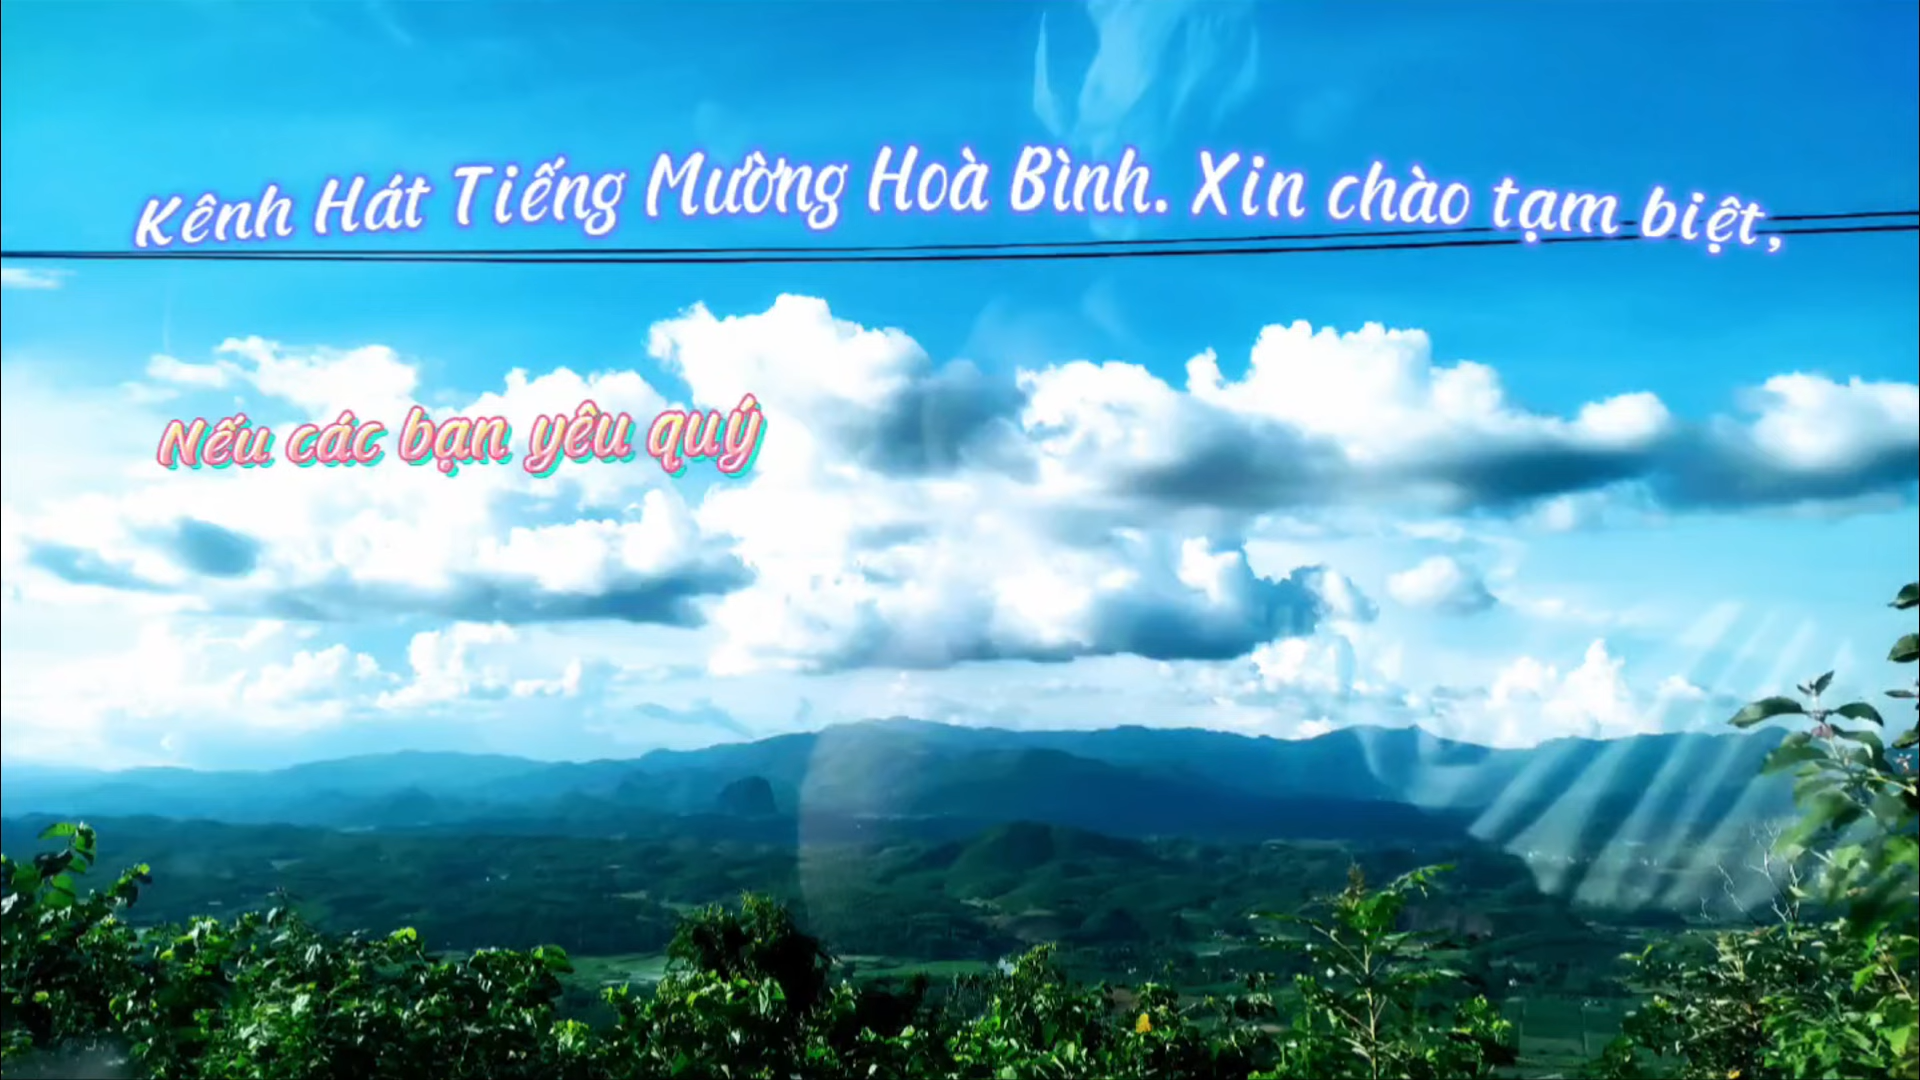 Kênh Hát Tiếng Mường Hoà Bình. Xin chào tạm biệt,
Nếu các bạn yêu quý